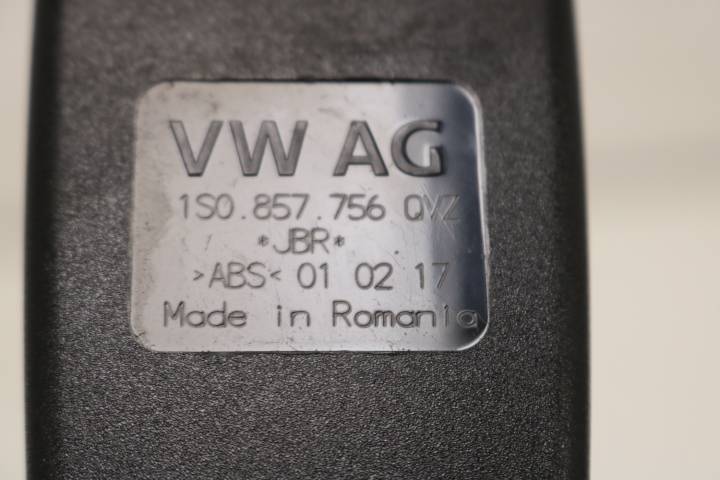 VW AG
1S0.857.756 QVZ
*JBR*
>ABS< 01 02 17
Made in Romania